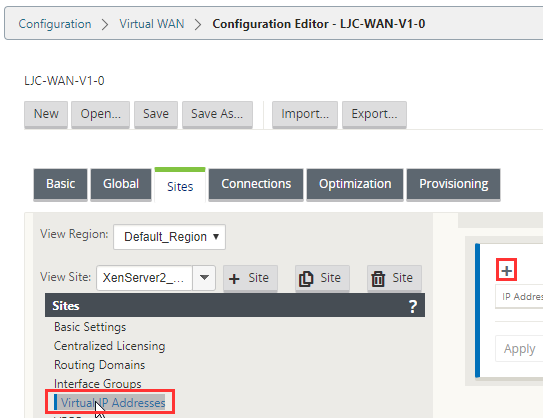 Configuration > Virtual WAN > Configuration Editor - LJC-WAN-V1-0
LJC-WAN-V1-0
New Open... Save Save As... Import... Export...
Basic Global Sites Connections Optimization Provisioning
View Region: Default_Region
View Site: XenServer2_... + Site Site Site
Sites ?
Basic Settings
Centralized Licensing
Routing Domains
Interface Groups
Virtual IP Addresses
+
IP Addre
Apply